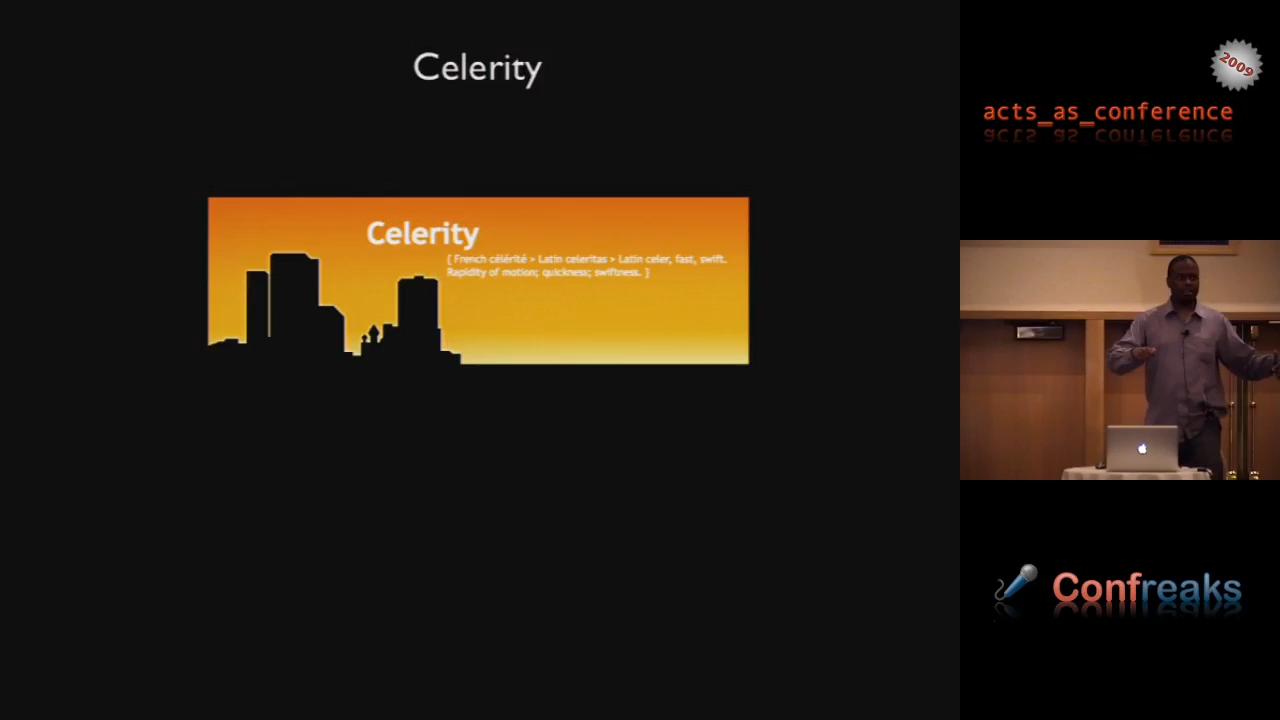 Celerity
Celerity
{ French célérité > Latin celeritas > Latin celer, fast, swift.
Rapidity of motion; quickness; swiftness. }
2009
acts_as_conference
Confreaks